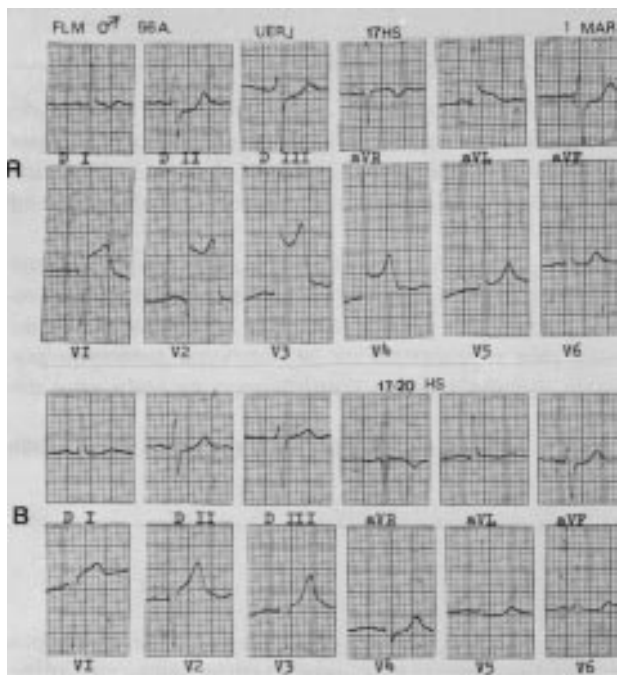 FLM ♂ 66A. UERJ 17HS 1 MAR
A
D I D II D III aVR aVL aVF
V1 V2 V3 V4 V5 V6
17·20 HS
B
D I D II D III aVR aVL aVF
V1 V2 V3 V4 V5 V6